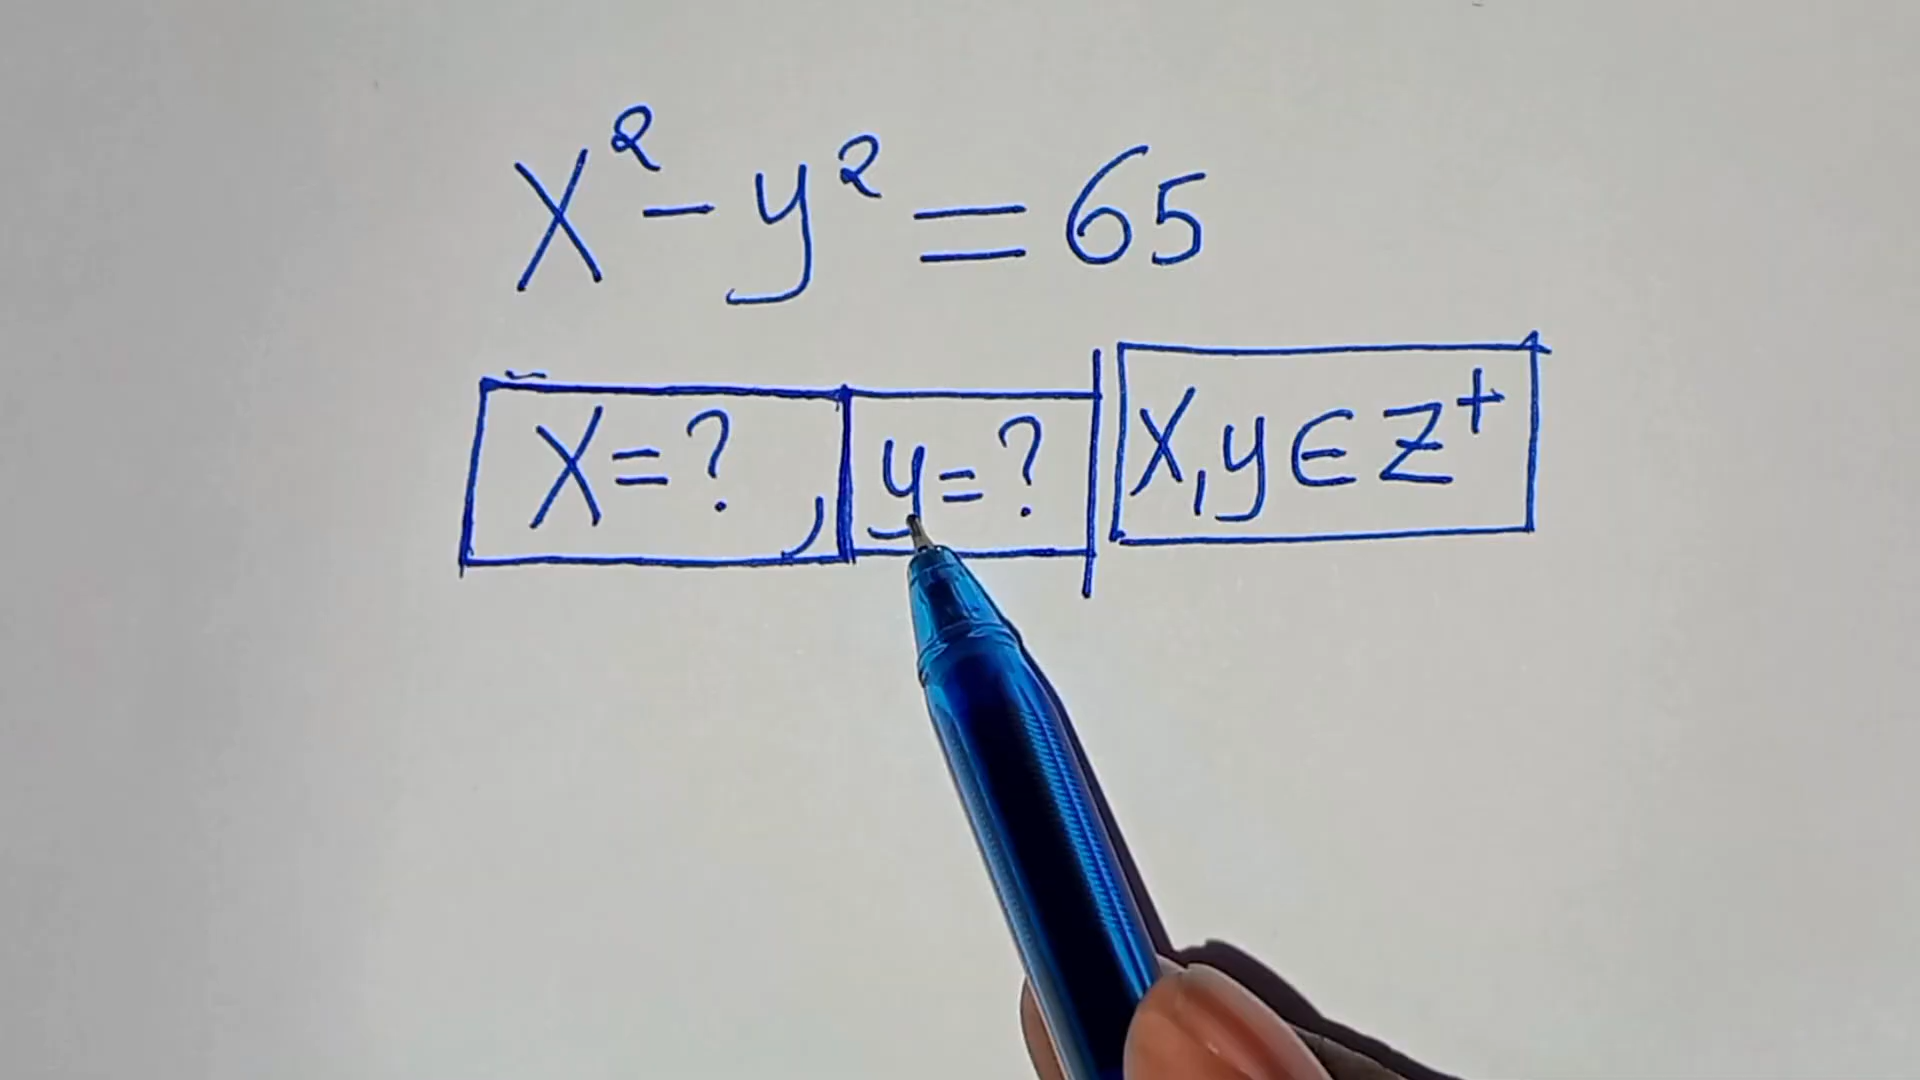 x² - y² = 65
x = ? , y = ? x, y ∈ Z⁺